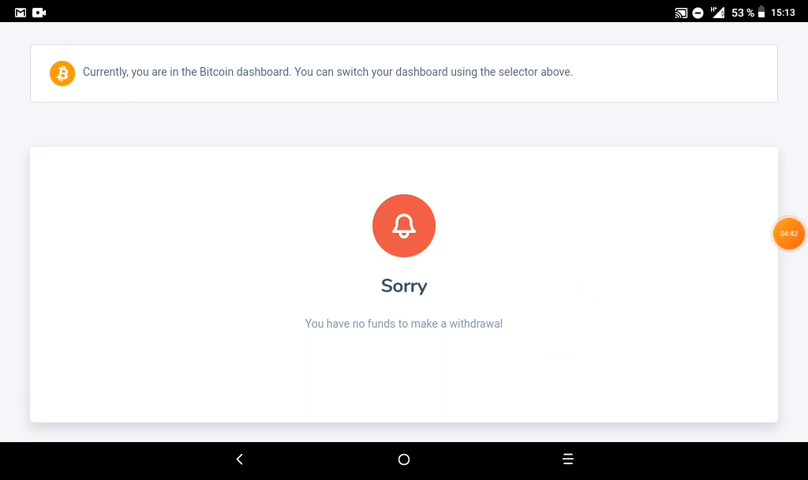 53 % 15:13
Currently, you are in the Bitcoin dashboard. You can switch your dashboard using the selector above.
04:42
Sorry
You have no funds to make a withdrawal